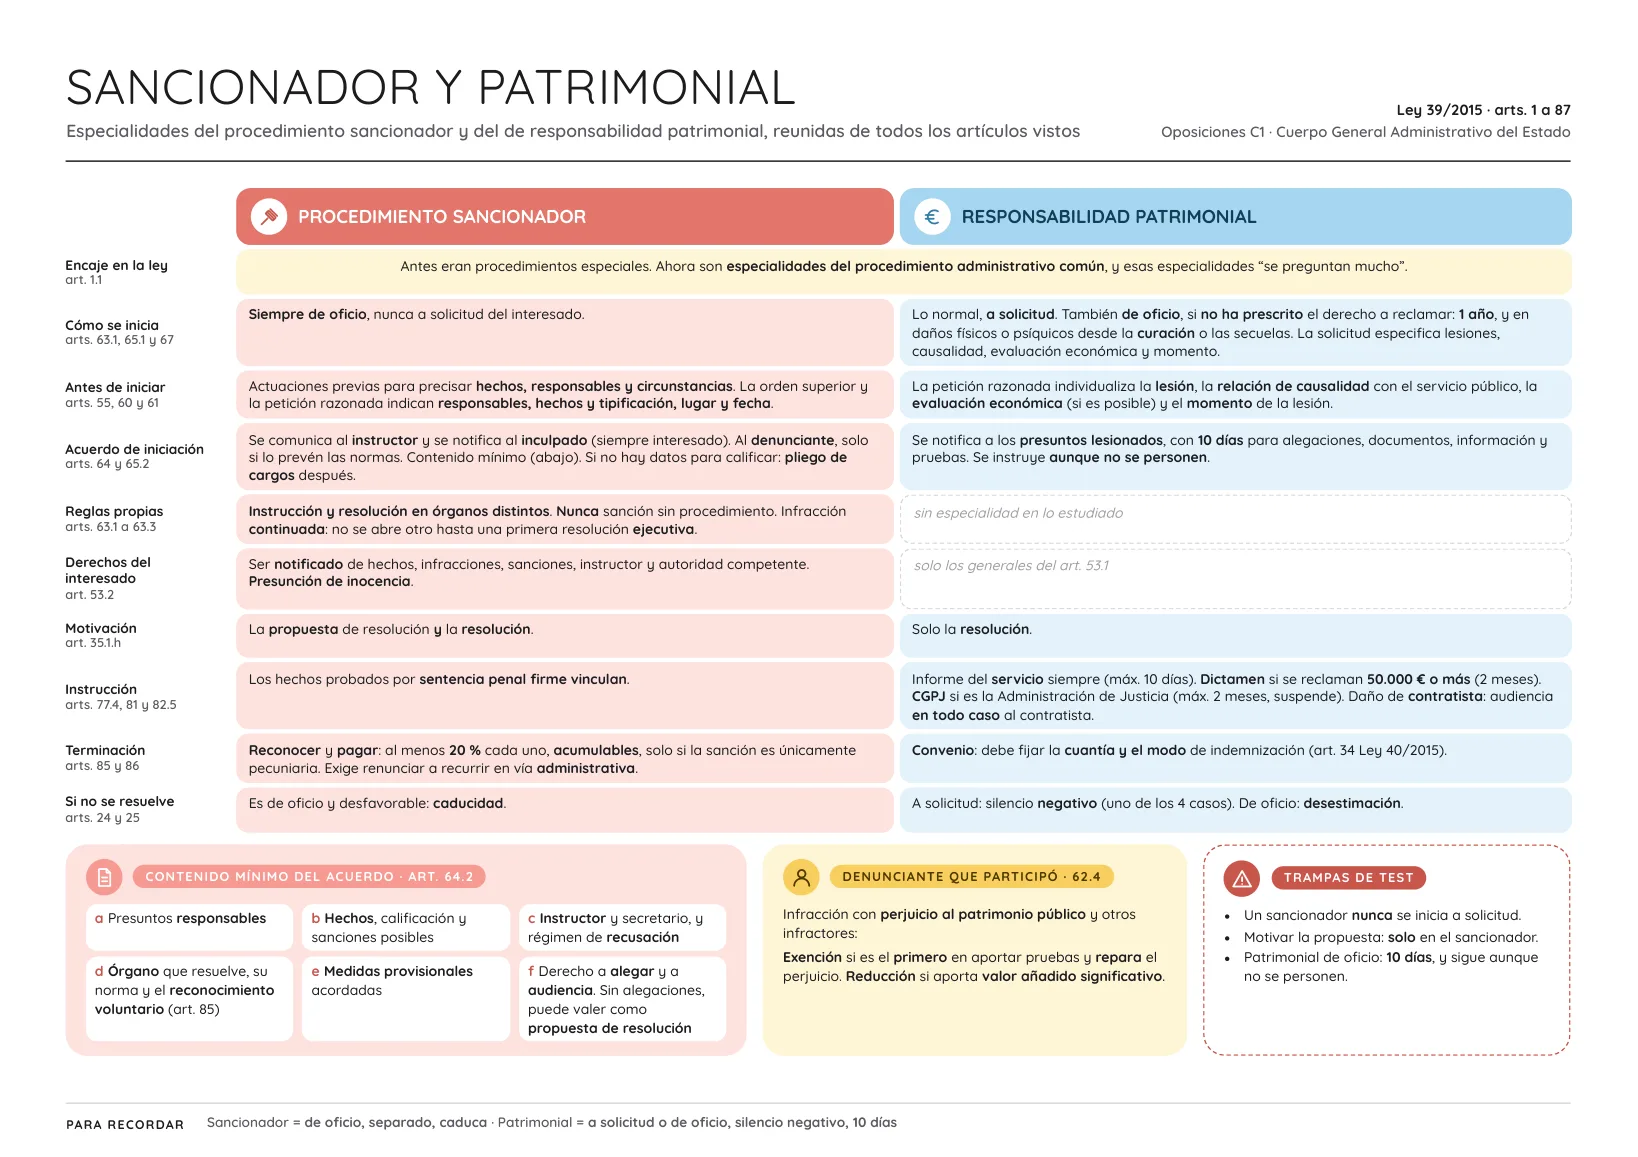 SANCIONADOR Y PATRIMONIAL
Especialidades del procedimiento sancionador y del de responsabilidad patrimonial, reunidas de todos los artículos vistos
Ley 39/2015 · arts. 1 a 87
Oposiciones C1 · Cuerpo General Administrativo del Estado
PROCEDIMIENTO SANCIONADOR
€ RESPONSABILIDAD PATRIMONIAL
Encaje en la ley
art. 1.1
Antes eran procedimientos especiales. Ahora son especialidades del procedimiento administrativo común, y esas especialidades “se preguntan mucho”.
Cómo se inicia
arts. 63.1, 65.1 y 67
Siempre de oficio, nunca a solicitud del interesado.
Lo normal, a solicitud. También de oficio, si no ha prescrito el derecho a reclamar: 1 año, y en
daños físicos o psíquicos desde la curación o las secuelas. La solicitud especifica lesiones,
causalidad, evaluación económica y momento.
Antes de iniciar
arts. 55, 60 y 61
Actuaciones previas para precisar hechos, responsables y circunstancias. La orden superior y
la petición razonada indican responsables, hechos y tipificación, lugar y fecha.
La petición razonada individualiza la lesión, la relación de causalidad con el servicio público, la
evaluación económica (si es posible) y el momento de la lesión.
Acuerdo de iniciación
arts. 64 y 65.2
Se comunica al instructor y se notifica al inculpado (siempre interesado). Al denunciante, solo
si lo prevén las normas. Contenido mínimo (abajo). Si no hay datos para calificar: pliego de
cargos después.
Se notifica a los presuntos lesionados, con 10 días para alegaciones, documentos, información y
pruebas. Se instruye aunque no se personen.
Reglas propias
arts. 63.1 a 63.3
Instrucción y resolución en órganos distintos. Nunca sanción sin procedimiento. Infracción
continuada: no se abre otro hasta una primera resolución ejecutiva.
sin especialidad en lo estudiado
Derechos del
interesado
art. 53.2
Ser notificado de hechos, infracciones, sanciones, instructor y autoridad competente.
Presunción de inocencia.
solo los generales del art. 53.1
Motivación
art. 35.1.h
La propuesta de resolución y la resolución.
Solo la resolución.
Instrucción
arts. 77.4, 81 y 82.5
Los hechos probados por sentencia penal firme vinculan.
Informe del servicio siempre (máx. 10 días). Dictamen si se reclaman 50.000 € o más (2 meses).
CGPJ si es la Administración de Justicia (máx. 2 meses, suspende). Daño de contratista: audiencia
en todo caso al contratista.
Terminación
arts. 85 y 86
Reconocer y pagar: al menos 20 % cada uno, acumulables, solo si la sanción es únicamente
pecuniaria. Exige renunciar a recurrir en vía administrativa.
Convenio: debe fijar la cuantía y el modo de indemnización (art. 34 Ley 40/2015).
Si no se resuelve
arts. 24 y 25
Es de oficio y desfavorable: caducidad.
A solicitud: silencio negativo (uno de los 4 casos). De oficio: desestimación.
CONTENIDO MÍNIMO DEL ACUERDO · ART. 64.2
a Presuntos responsables
b Hechos, calificación y
sanciones posibles
c Instructor y secretario, y
régimen de recusación
d Órgano que resuelve, su
norma y el reconocimiento
voluntario (art. 85)
e Medidas provisionales
acordadas
f Derecho a alegar y a
audiencia. Sin alegaciones,
puede valer como
propuesta de resolución
DENUNCIANTE QUE PARTICIPÓ · 62.4
Infracción con perjuicio al patrimonio público y otros
infractores:
Exención si es el primero en aportar pruebas y repara el
perjuicio. Reducción si aporta valor añadido significativo.
TRAMPAS DE TEST
• Un sancionador nunca se inicia a solicitud.
• Motivar la propuesta: solo en el sancionador.
• Patrimonial de oficio: 10 días, y sigue aunque
no se personen.
PARA RECORDAR
Sancionador = de oficio, separado, caduca · Patrimonial = a solicitud o de oficio, silencio negativo, 10 días